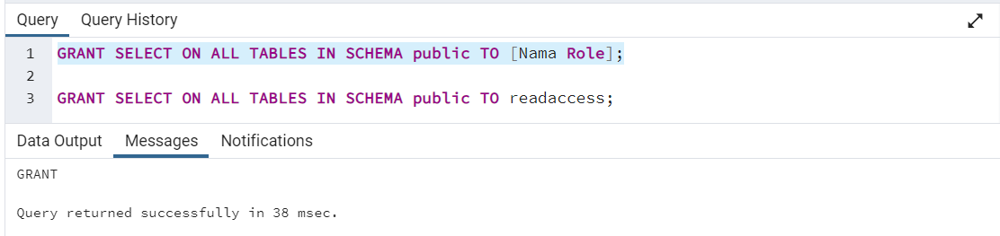 Query Query History
1 GRANT SELECT ON ALL TABLES IN SCHEMA public TO [Nama Role];
2
3 GRANT SELECT ON ALL TABLES IN SCHEMA public TO readaccess;
Data Output Messages Notifications
GRANT
Query returned successfully in 38 msec.